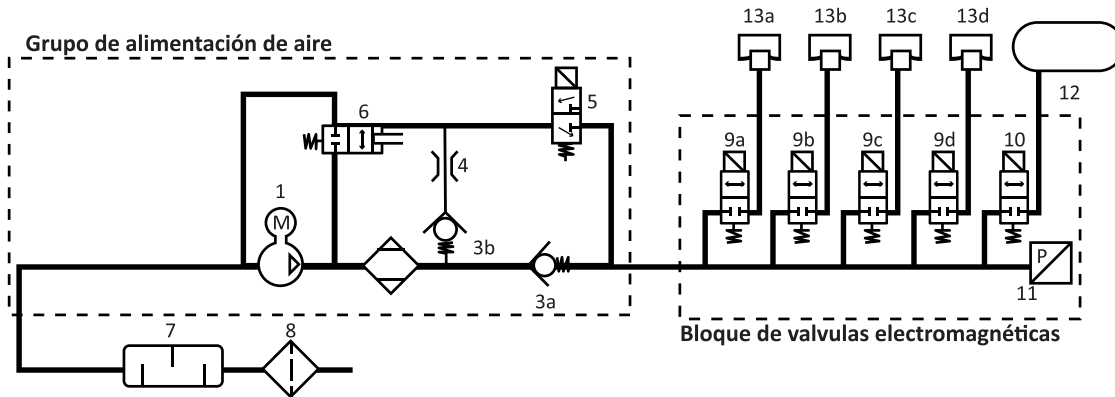 13a 13b 13c 13d
Grupo de alimentación de aire
12
5
6
9a 9b 9c 9d 10
4
1
M
3b
P
3a
11
7 8
Bloque de valvulas electromagnéticas